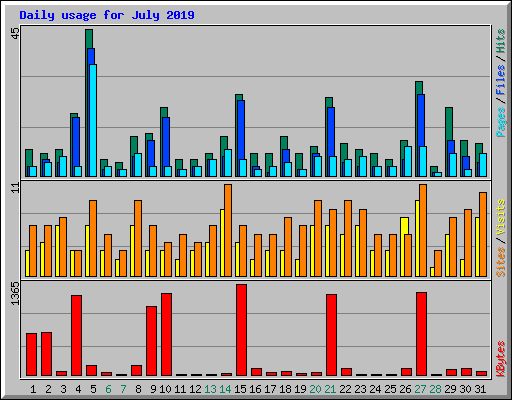 Daily usage for July 2019
45
Pages / Files / Hits
11
Sites / Visits
1365
KBytes
1 2 3 4 5 6 7 8 9 10 11 12 13 14 15 16 17 18 19 20 21 22 23 24 25 26 27 28 29 30 31